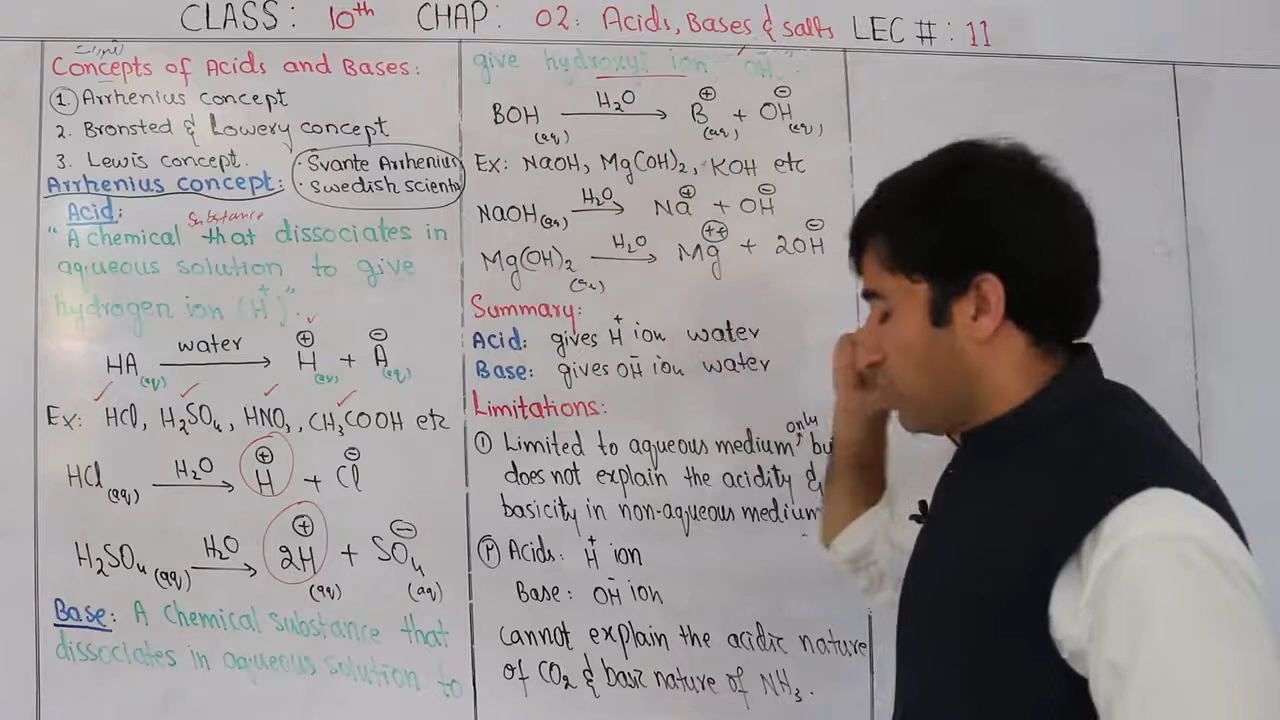 CLASS: 10th CHAP: 02: Acids, Bases & Salts LEC #: 11
Concepts of Acids and Bases:
1. Arrhenius concept
2. Bronsted & Lowery concept
3. Lewis concept.
· Svante Arrhenius
· Swedish
Arrhenius concept:
Acid:
Substance
"A chemical that dissociates in
aqueous solution to give
hydrogen ion (H+)".
HA(aq) water → H⊕(aq) + A⊖(aq)
Ex: HCl, H2SO4, HNO3, CH3COOH etc
HCl(aq) H2O → H⊕ + Cl⊖
H2SO4(aq) H2O → 2H⊕(aq) + SO4⊖(aq)
Base: A Chemical substance that
dissociates in aqueous solution to
give hydroxyl ion "OH-".
BOH(aq) H2O → B⊕(aq) + OH⊖(aq)
Ex: NaOH, Mg(OH)2, KOH etc
NaOH(aq) H2O → Na⊕ + OH⊖
Mg(OH)2(aq) H2O → Mg++ + 2OH⊖
Summary:
Acid: gives H+ ion water
Base: gives OH- ion water
Limitations:
① Limited to aqueous medium only bu
does not explain the acidity &
basicity in non-aqueous medium
② Acids: H+ ion
Base: OH- ion
cannot explain the acidic nature
of CO2 & basic nature of NH3.